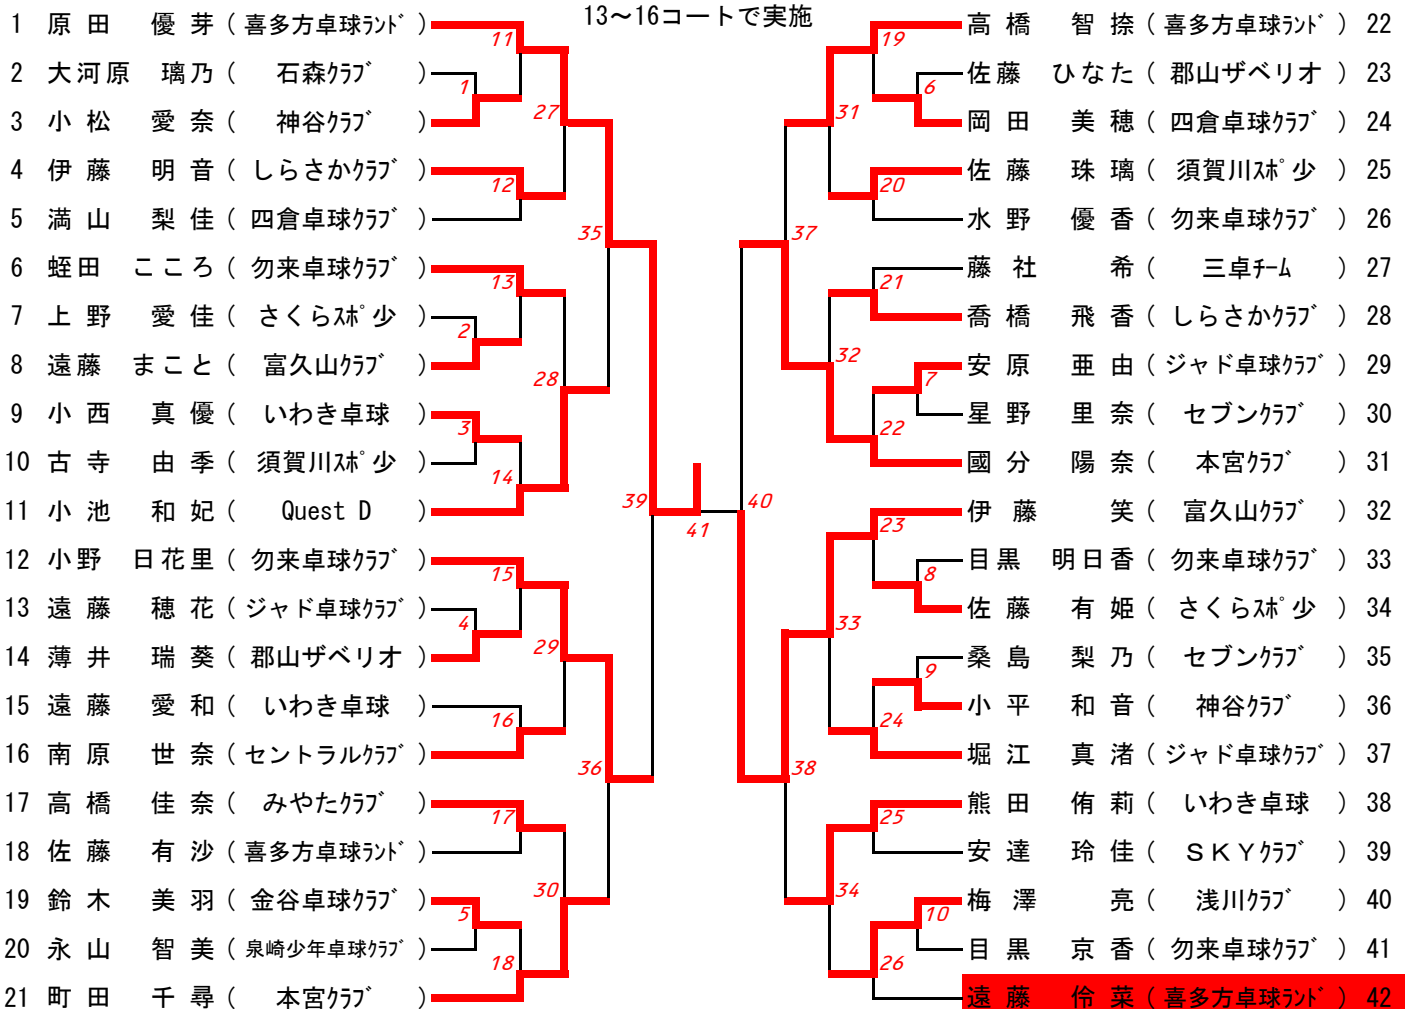 13～16コートで実施
1 原田 優芽（喜多方卓球ﾗﾝﾄﾞ）
2 大河原 璃乃（石森ｸﾗﾌﾞ）
3 小松 愛奈（神谷ｸﾗﾌﾞ）
4 伊藤 明音（しらさかｸﾗﾌﾞ）
5 満山 梨佳（四倉卓球ｸﾗﾌﾞ）
6 蛭田 こころ（勿来卓球ｸﾗﾌﾞ）
7 上野 愛佳（さくらｽﾎﾟ少）
8 遠藤 まこと（富久山ｸﾗﾌﾞ）
9 小西 真優（いわき卓球）
10 古寺 由季（須賀川ｽﾎﾟ少）
11 小池 和妃（Quest D）
12 小野 日花里（勿来卓球ｸﾗﾌﾞ）
13 遠藤 穂花（ジャド卓球ｸﾗﾌﾞ）
14 薄井 瑞葵（郡山ザベリオ）
15 遠藤 愛和（いわき卓球）
16 南原 世奈（セントラルｸﾗﾌﾞ）
17 高橋 佳奈（みやたｸﾗﾌﾞ）
18 佐藤 有沙（喜多方卓球ﾗﾝﾄﾞ）
19 鈴木 美羽（金谷卓球ｸﾗﾌﾞ）
20 永山 智美（泉崎少年卓球ｸﾗﾌﾞ）
21 町田 千尋（本宮ｸﾗﾌﾞ）
11
1
27
12
35
13
2
28
3
14
39
15
4
29
16
36
17
30
5
18
41
19
6
31
20
37
21
32
7
22
40
23
8
33
9
24
38
25
34
10
26
高橋 智捺（喜多方卓球ﾗﾝﾄﾞ）22
佐藤 ひなた（郡山ザベリオ）23
岡田 美穂（四倉卓球ｸﾗﾌﾞ）24
佐藤 珠璃（須賀川ｽﾎﾟ少）25
水野 優香（勿来卓球ｸﾗﾌﾞ）26
藤社 希（三卓ﾁｰﾑ）27
喬橋 飛香（しらさかｸﾗﾌﾞ）28
安原 亜由（ジャド卓球ｸﾗﾌﾞ）29
星野 里奈（セブンｸﾗﾌﾞ）30
國分 陽奈（本宮ｸﾗﾌﾞ）31
伊藤 笑（富久山ｸﾗﾌﾞ）32
目黒 明日香（勿来卓球ｸﾗﾌﾞ）33
佐藤 有姫（さくらｽﾎﾟ少）34
桑島 梨乃（セブンｸﾗﾌﾞ）35
小平 和音（神谷ｸﾗﾌﾞ）36
堀江 真渚（ジャド卓球ｸﾗﾌﾞ）37
熊田 侑莉（いわき卓球）38
安達 玲佳（ＳＫＹｸﾗﾌﾞ）39
梅澤 亮（浅川ｸﾗﾌﾞ）40
目黒 京香（勿来卓球ｸﾗﾌﾞ）41
遠藤 伶菜（喜多方卓球ﾗﾝﾄﾞ）42